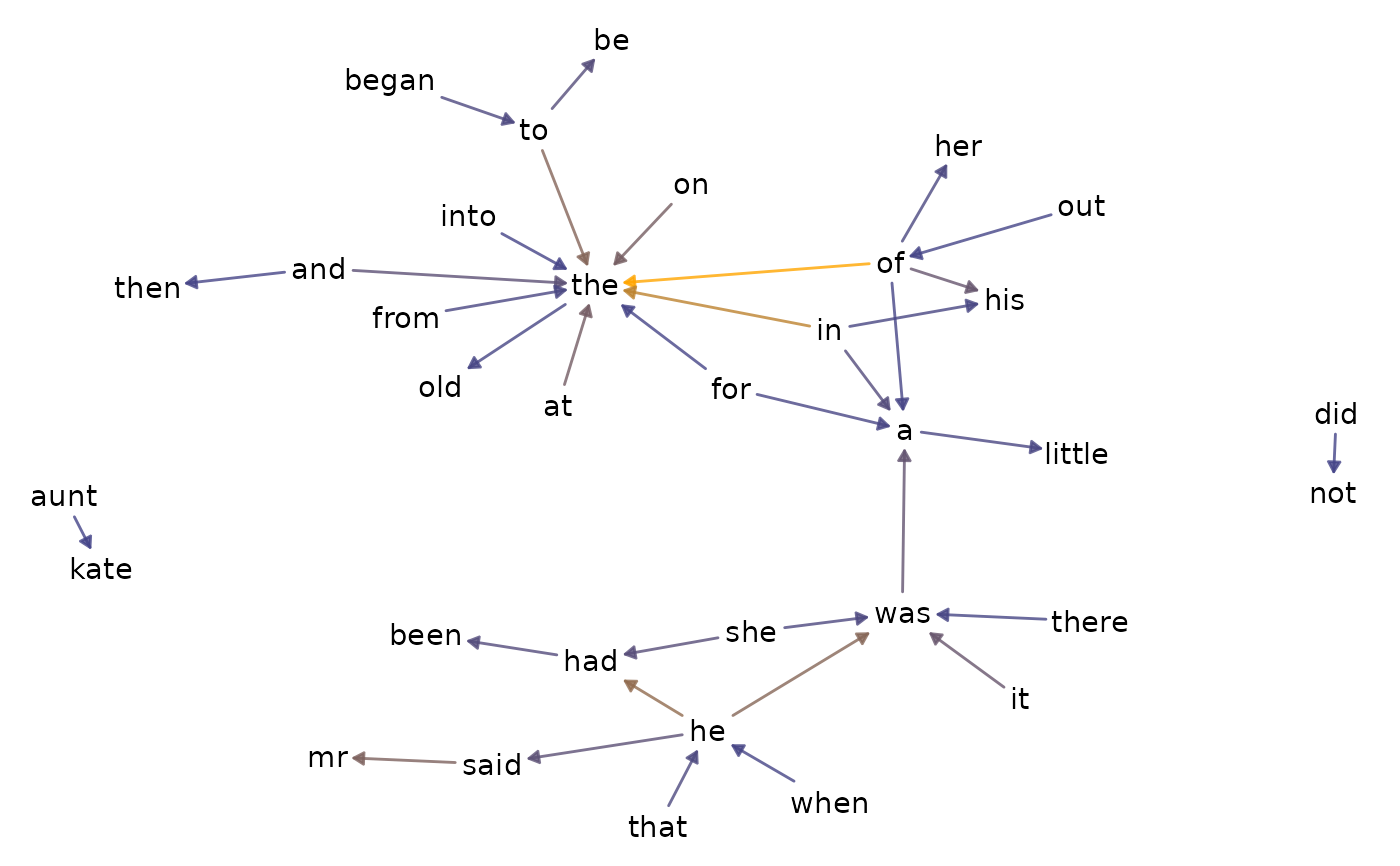 be
began
to
her
on
out
into
of
and
then
the
his
from
in
old
for
at
did
a
little
not
aunt
kate
was
there
she
been
had
it
he
mr
said
when
that